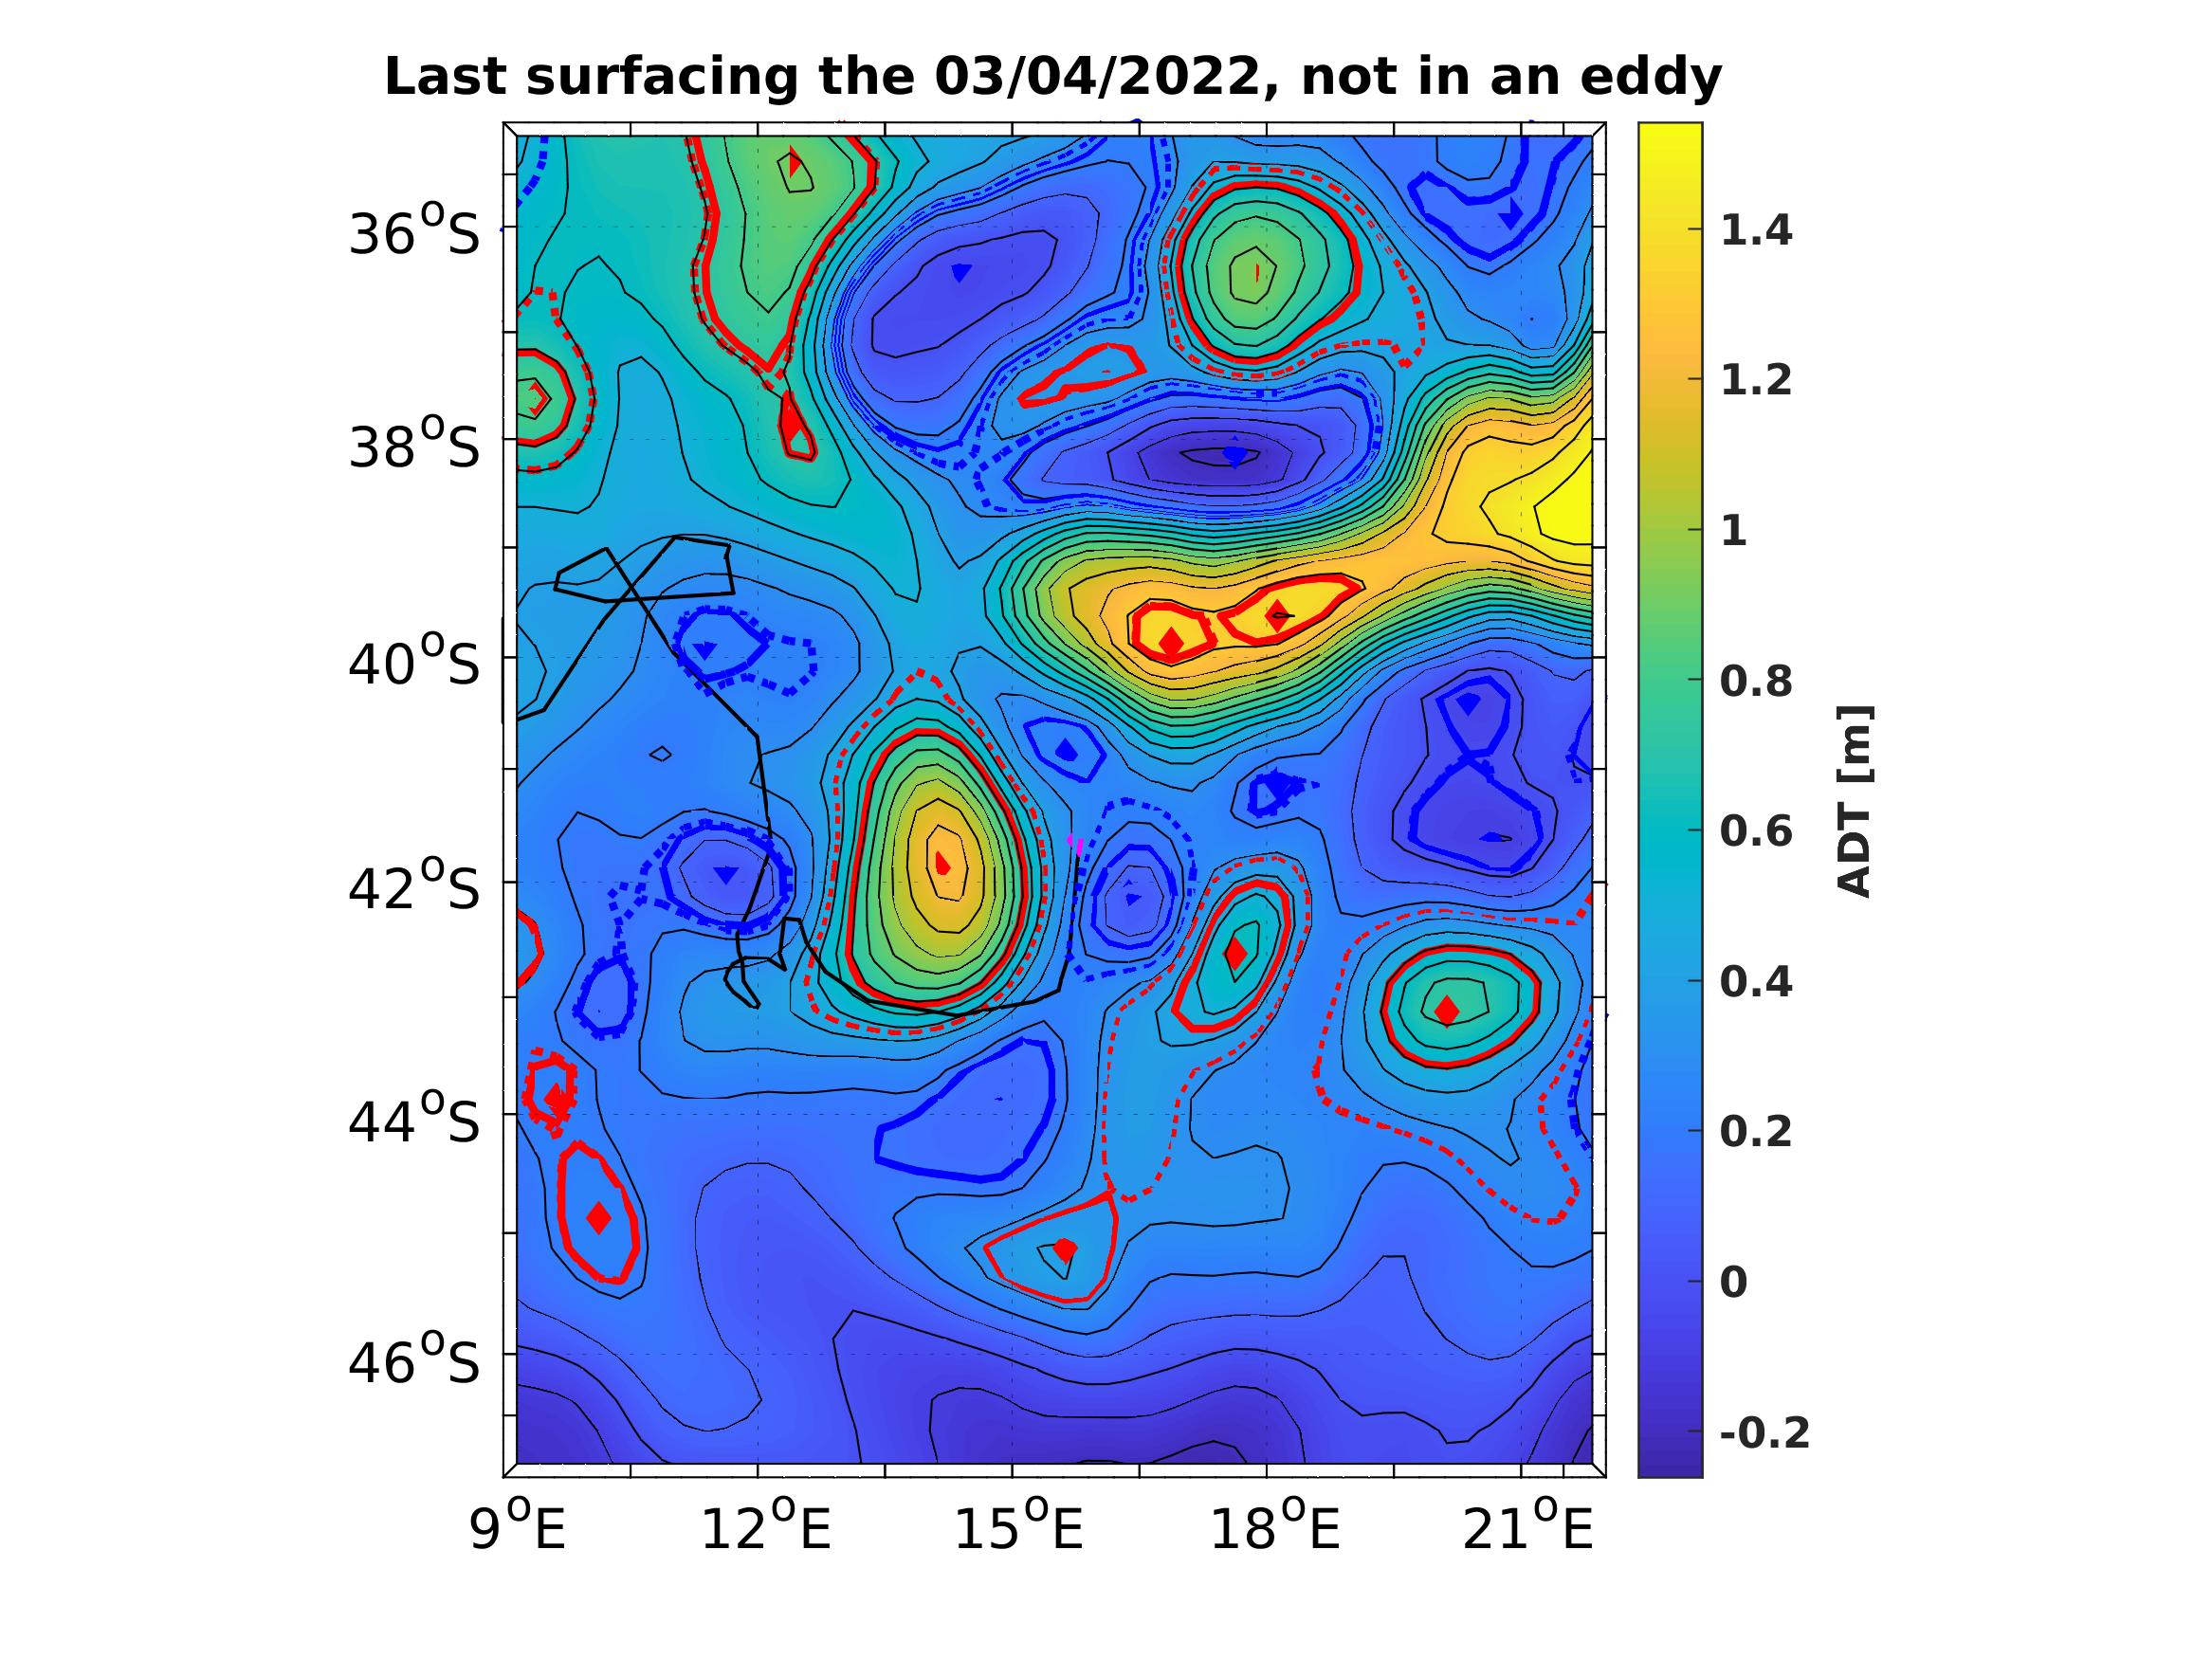 Last surfacing the 03/04/2022, not in an eddy
36°S
38°S
40°S
42°S
44°S
46°S
9°E 12°E 15°E 18°E 21°E
1.4
1.2
1
0.8
0.6
0.4
0.2
0
-0.2
ADT [m]